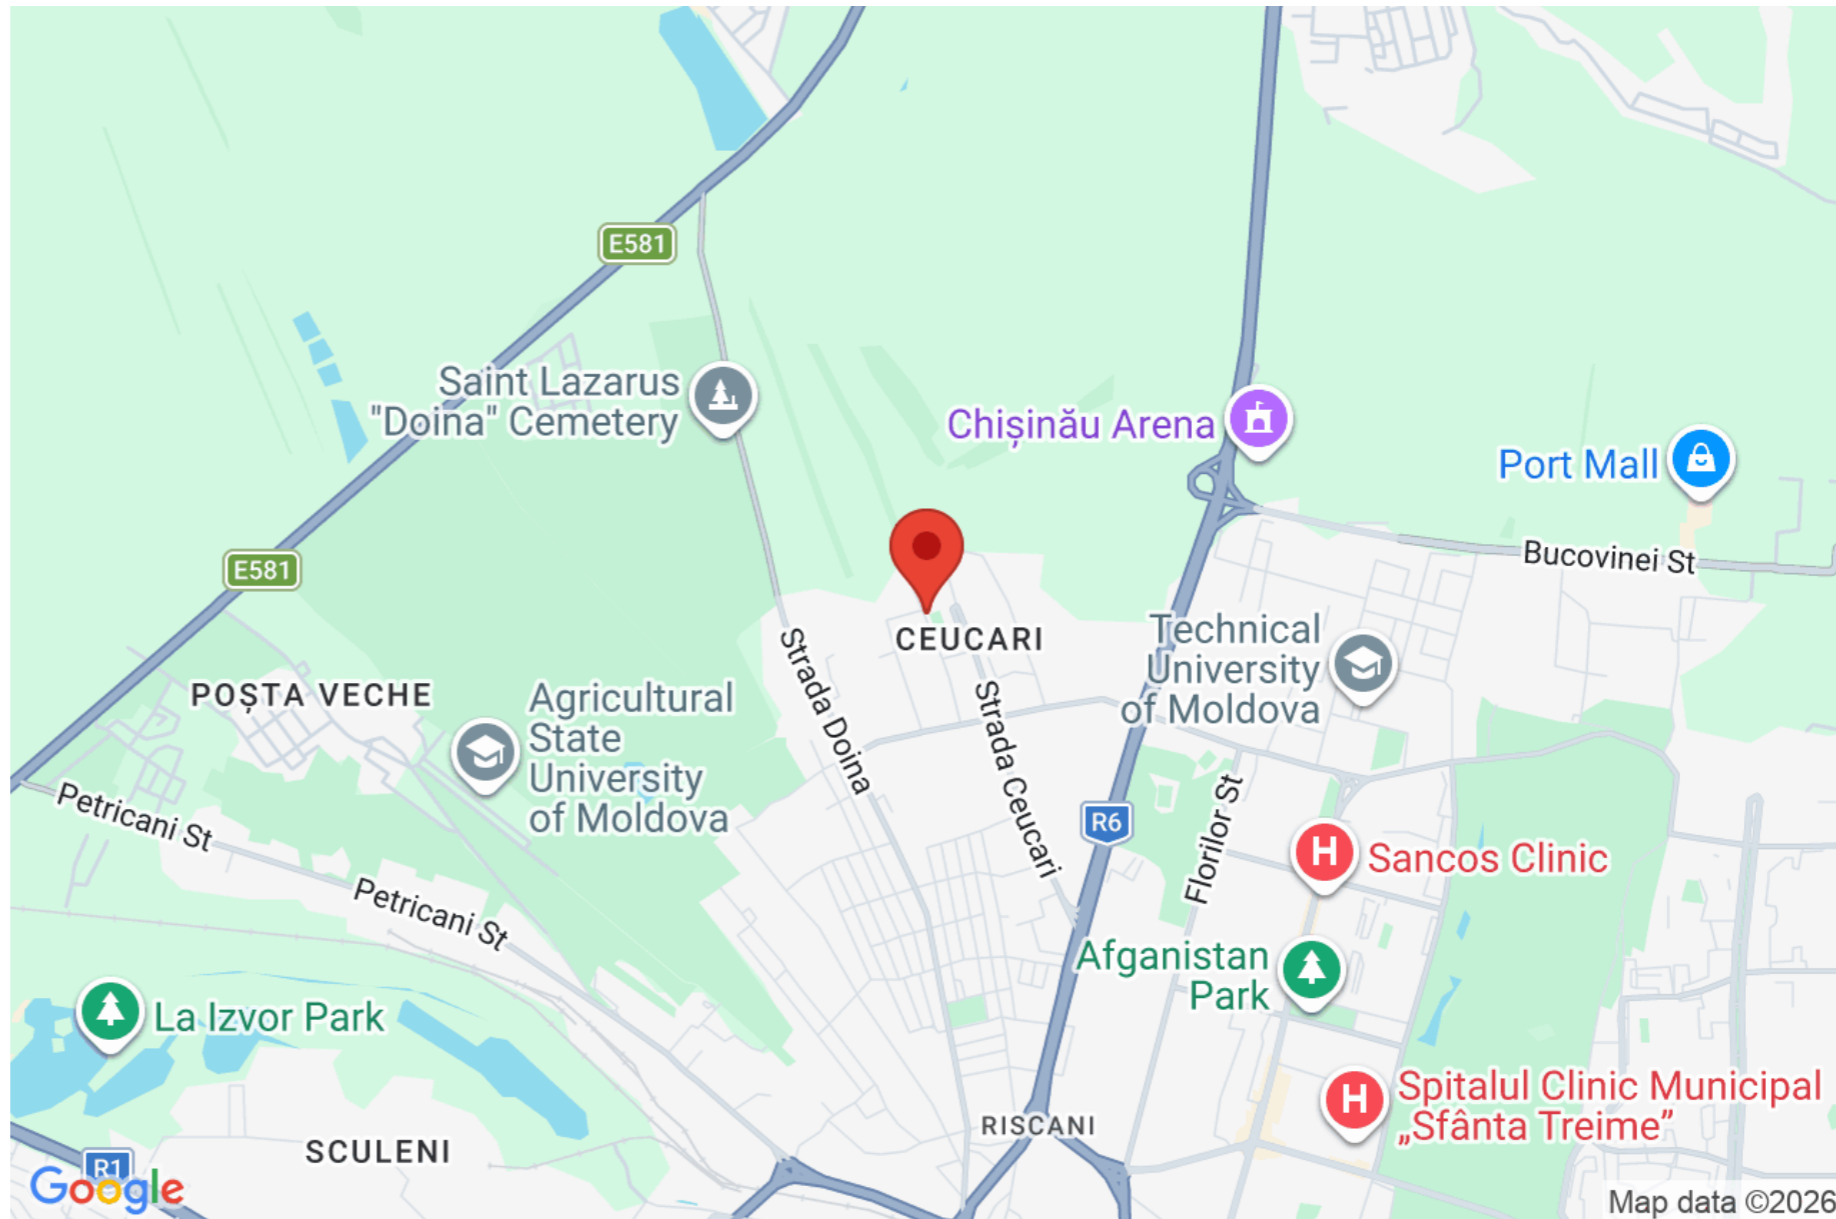 E581
Saint Lazarus
"Doina" Cemetery
Chișinău Arena
Port Mall
Bucovinei St
E581
CEUCARI
Technical
University
of Moldova
Strada Doina
Strada Ceucari
POȘTA VECHE
Agricultural
State
University
of Moldova
Petricani St
R6
Florilor St
Sancos Clinic
Petricani St
Afganistan
Park
La Izvor Park
Spitalul Clinic Municipal
„Sfânta Treime”
RISCANI
SCULENI
R1
Google
Map data ©2026
H
H